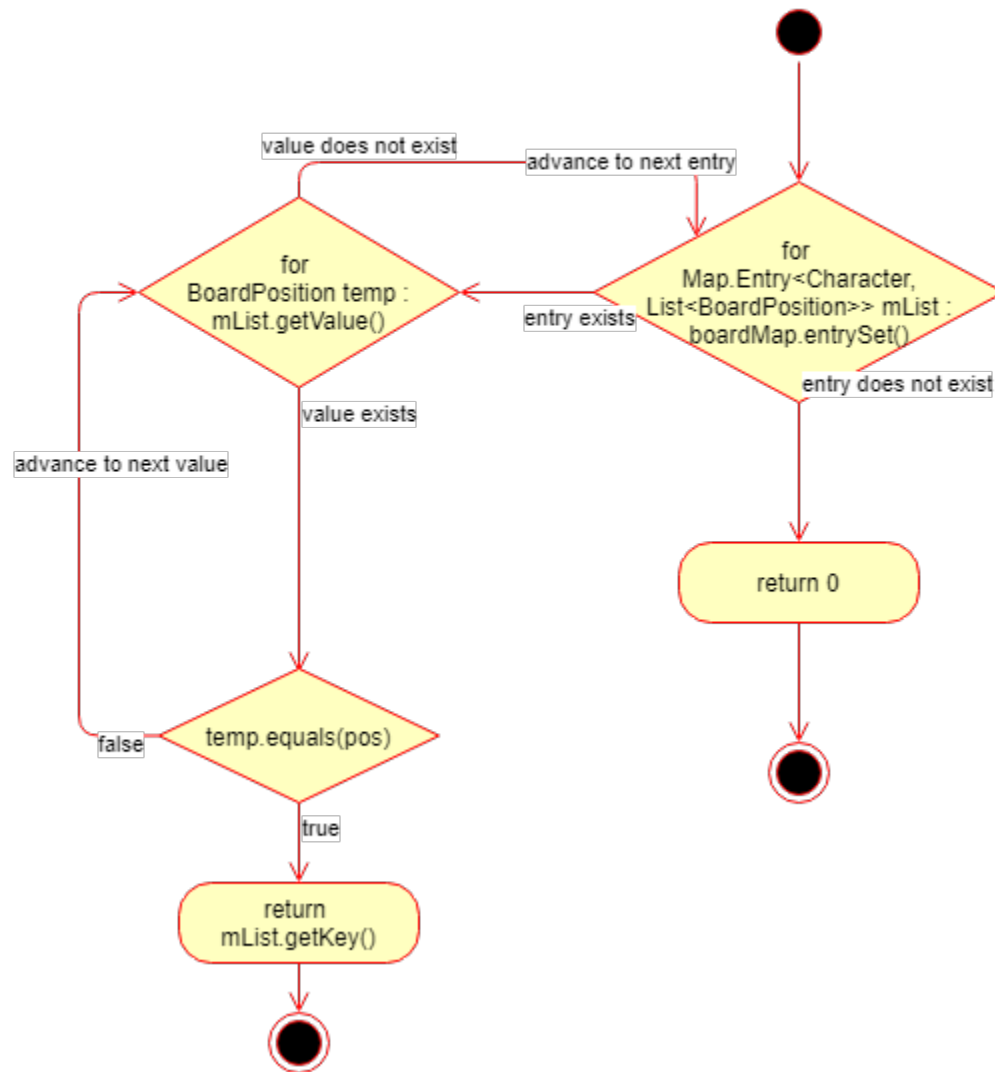 value does not exist
advance to next entry
for
BoardPosition temp :
mList.getValue()
for
Map.Entry<Character,
List<BoardPosition>> mList :
boardMap.entrySet()
entry exists
entry does not exist
value exists
advance to next value
return 0
temp.equals(pos)
false
true
return
mList.getKey()